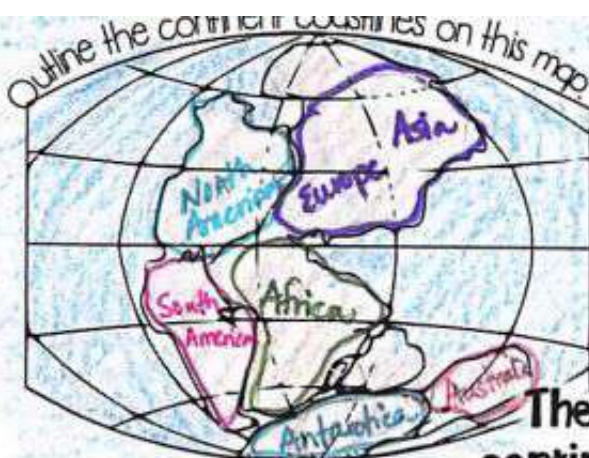 Outline the continent coastlines on this map.
Asia
Europe
North
America
South
America
Africa
Australia
Antarctica
The